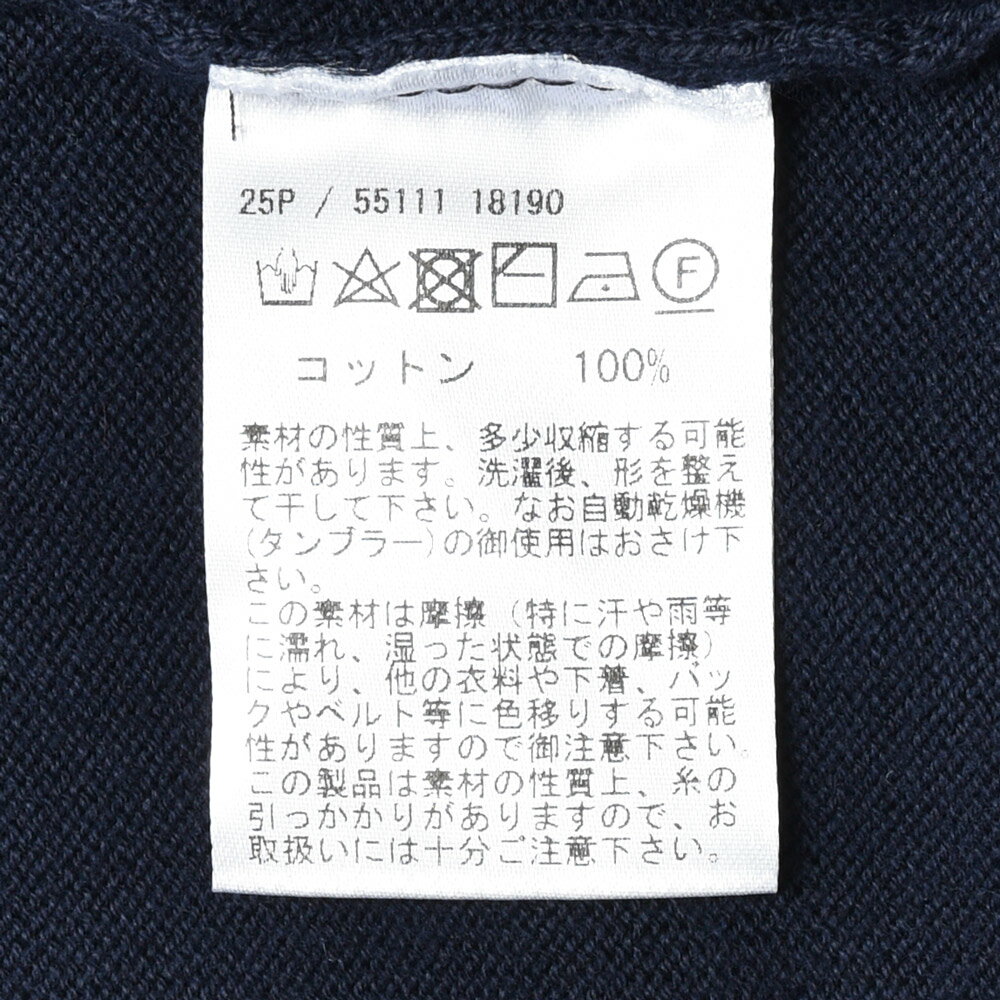 25P / 55111 18190
F
コットン 100%
素材の性質上、多少収縮する可能
性があります。洗濯後、形を整え
て干して下さい。なお自動乾燥機
(タンブラー)の御使用はおさけ下
さい。
この素材は摩擦(特に汗や雨等
に濡れ、湿った状態での摩擦)
により、他の衣料や下着、バッ
クやベルト等に色移りする可能
性がありますので御注意下さい。
この製品は素材の性質上、糸の
引っかかりがありますので、お
取扱いには十分ご注意下さい。